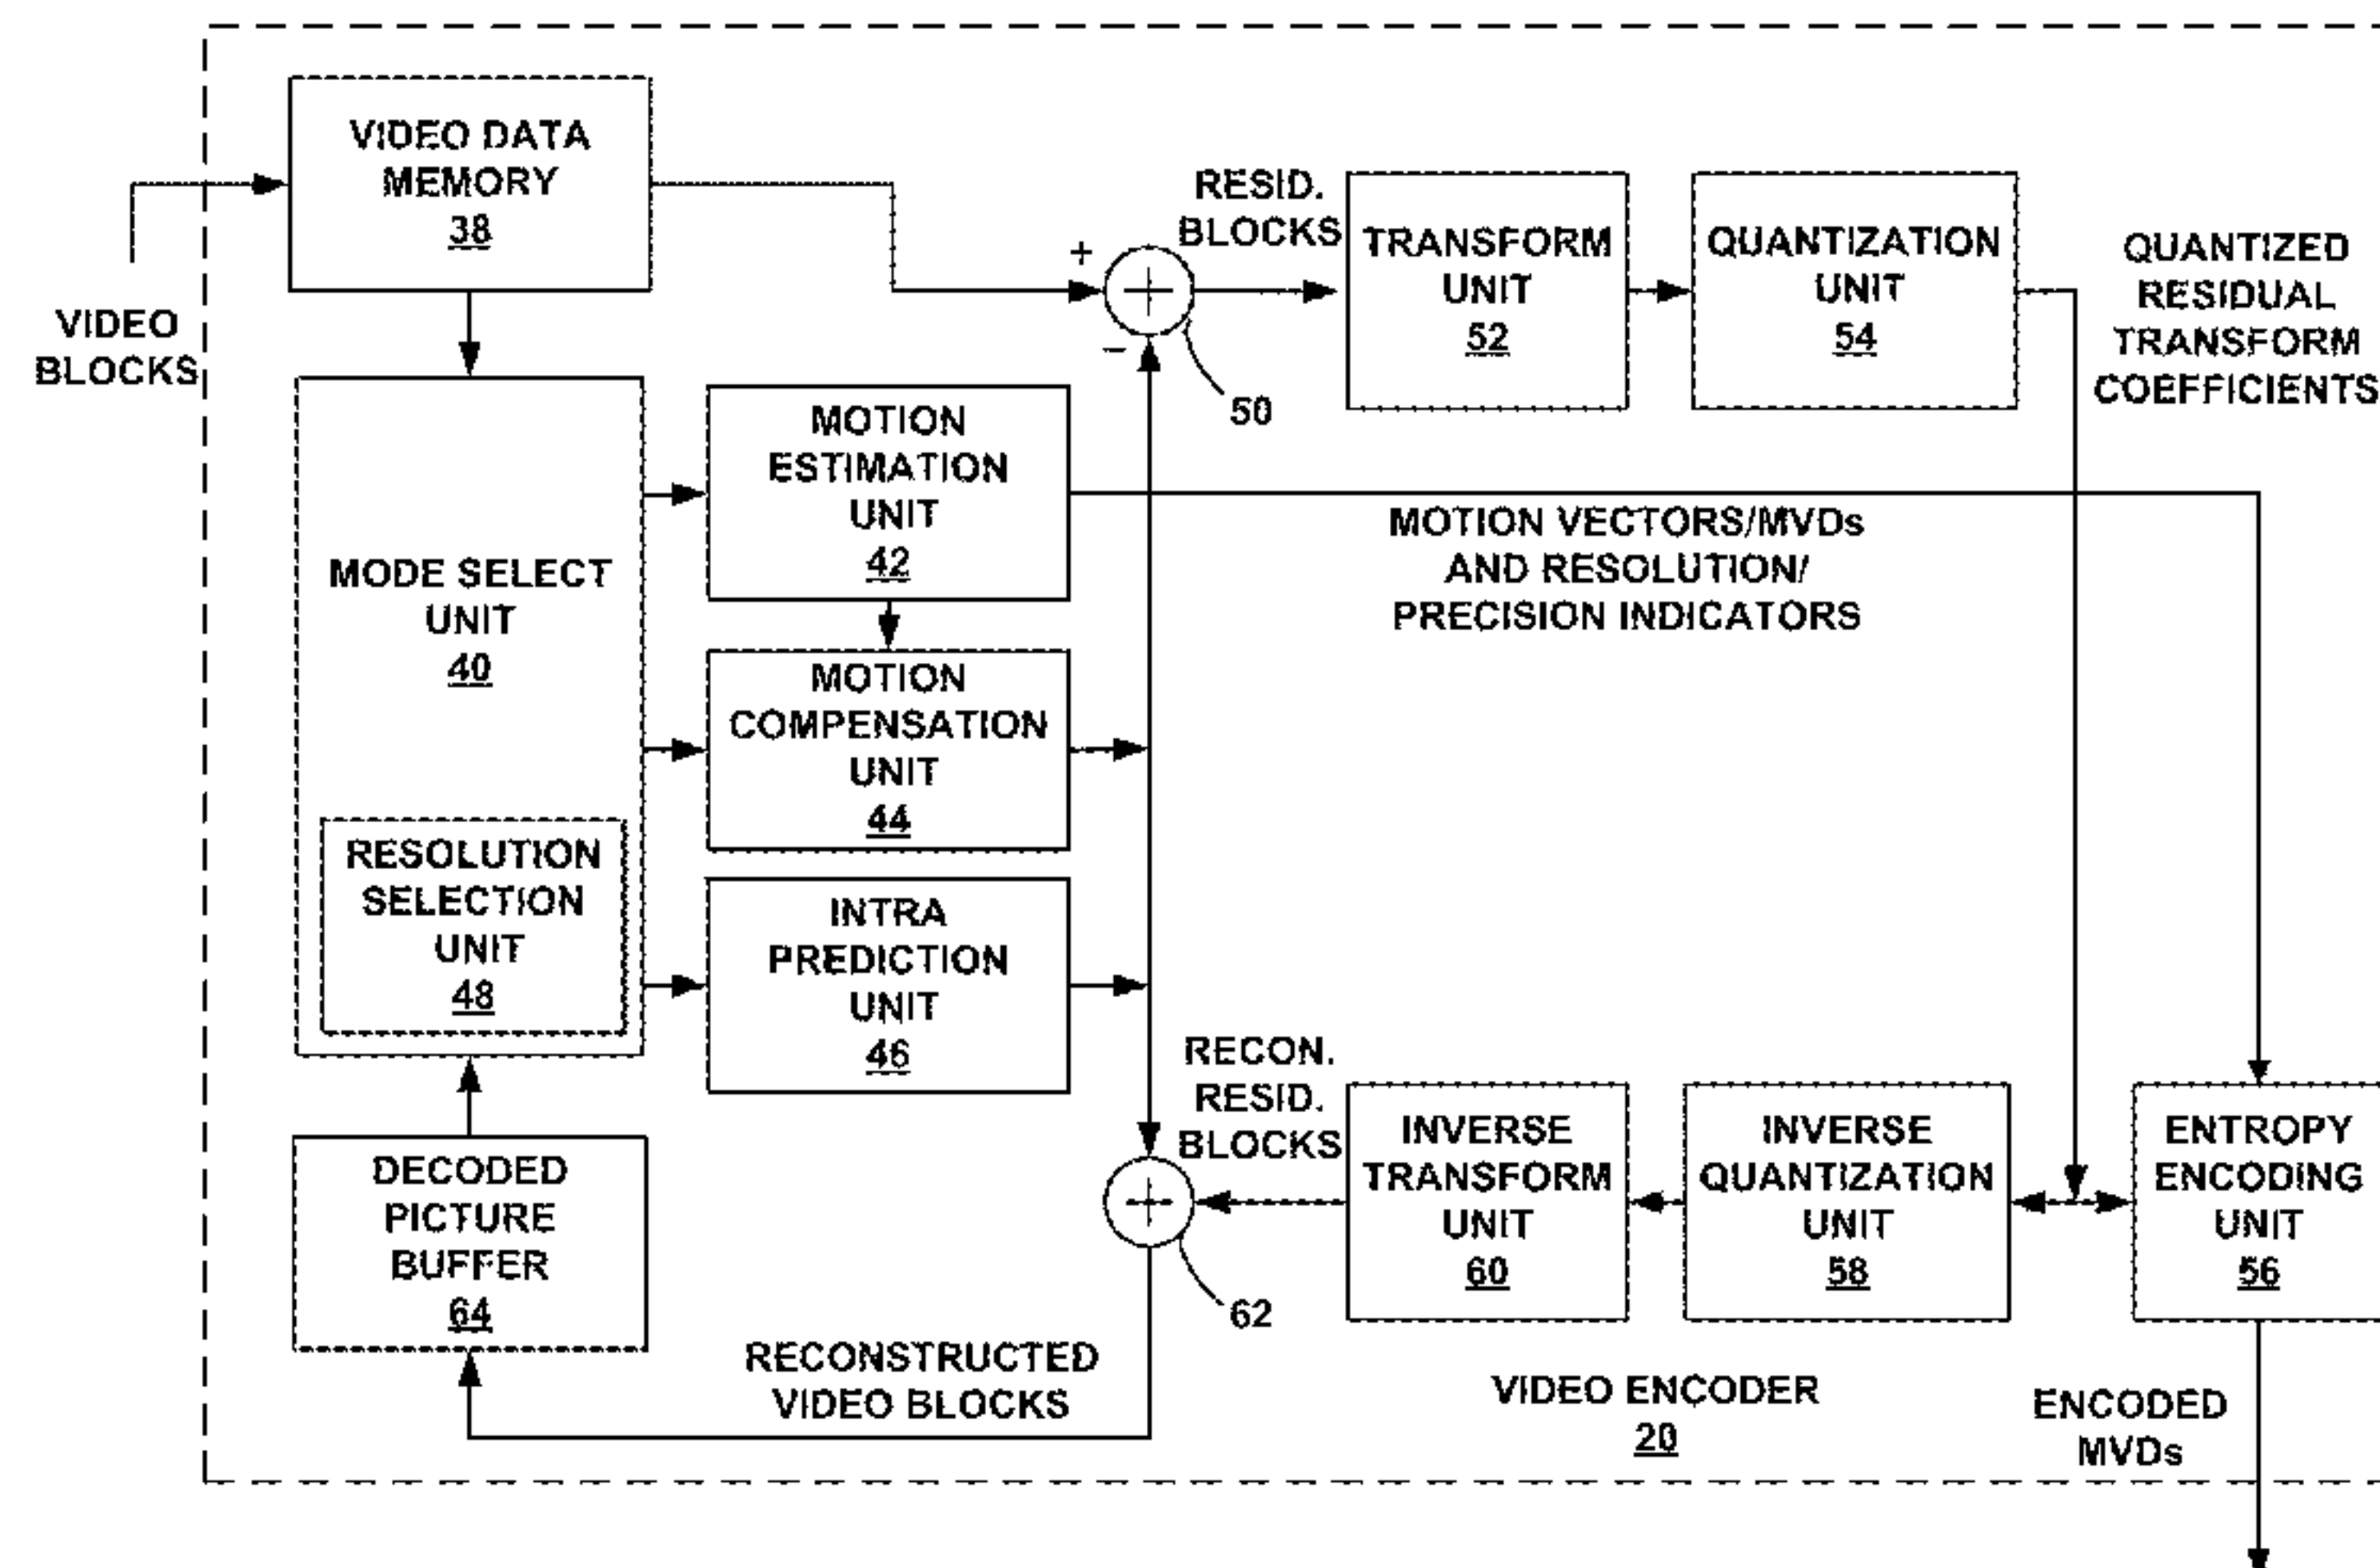 VIDEO DATA
MEMORY
38
VIDEO
BLOCKS
RESID.
BLOCKS
+
−
50
TRANSFORM
UNIT
52
QUANTIZATION
UNIT
54
QUANTIZED
RESIDUAL
TRANSFORM
COEFFICIENTS
MODE SELECT
UNIT
40
RESOLUTION
SELECTION
UNIT
48
MOTION
ESTIMATION
UNIT
42
MOTION VECTORS/MVDs
AND RESOLUTION/
PRECISION INDICATORS
MOTION
COMPENSATION
UNIT
44
INTRA
PREDICTION
UNIT
46
RECON.
RESID.
BLOCKS
62
INVERSE
TRANSFORM
UNIT
60
INVERSE
QUANTIZATION
UNIT
58
ENTROPY
ENCODING
UNIT
56
DECODED
PICTURE
BUFFER
64
RECONSTRUCTED
VIDEO BLOCKS
VIDEO ENCODER
20
ENCODED
MVDs